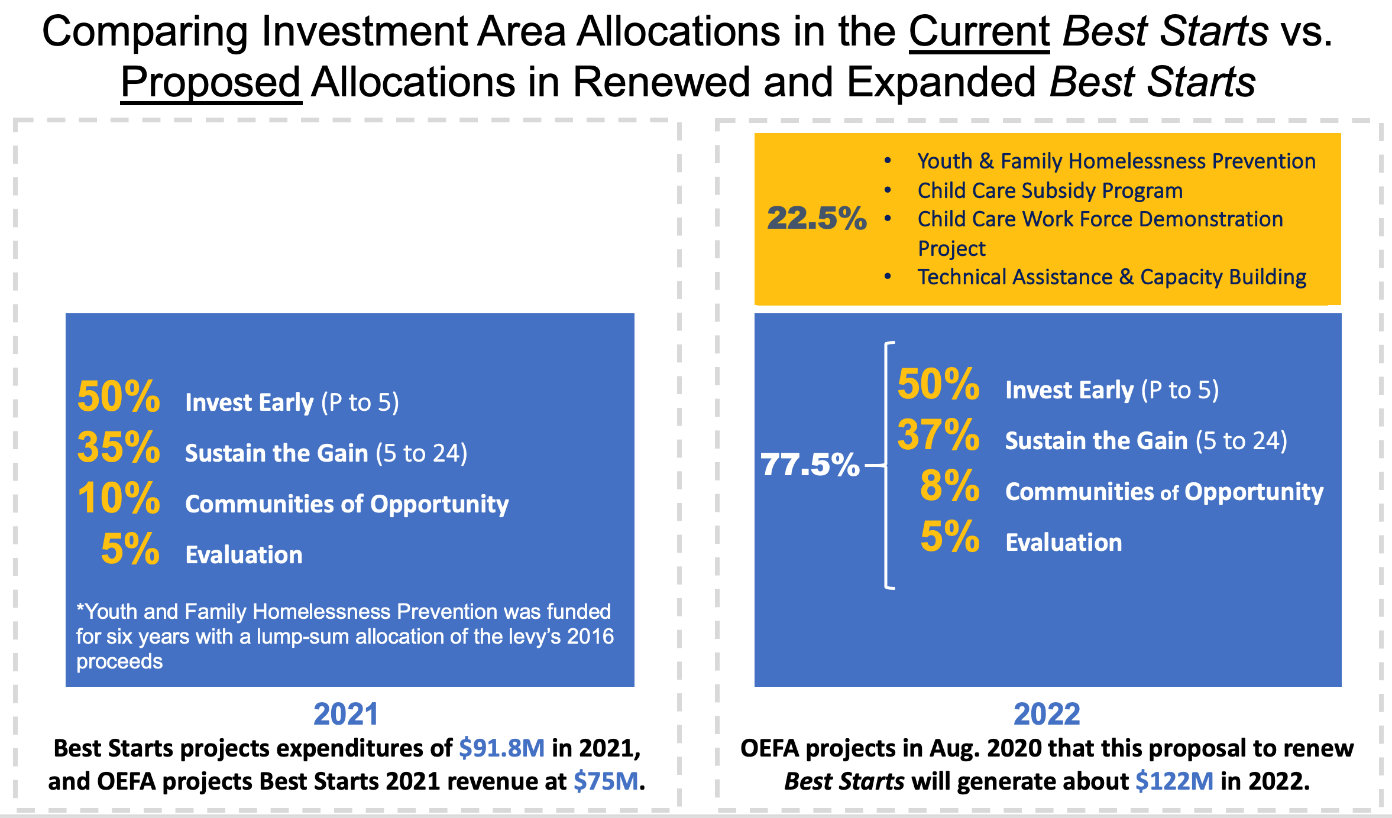 Comparing Investment Area Allocations in the Current Best Starts vs.
Proposed Allocations in Renewed and Expanded Best Starts
50% Invest Early (P to 5)
35% Sustain the Gain (5 to 24)
10% Communities of Opportunity
5% Evaluation
*Youth and Family Homelessness Prevention was funded
for six years with a lump-sum allocation of the levy’s 2016
proceeds
2021
Best Starts projects expenditures of $91.8M in 2021,
and OEFA projects Best Starts 2021 revenue at $75M.
22.5%
• Youth & Family Homelessness Prevention
• Child Care Subsidy Program
• Child Care Work Force Demonstration
Project
• Technical Assistance & Capacity Building
77.5%
50% Invest Early (P to 5)
37% Sustain the Gain (5 to 24)
8% Communities of Opportunity
5% Evaluation
2022
OEFA projects in Aug. 2020 that this proposal to renew
Best Starts will generate about $122M in 2022.